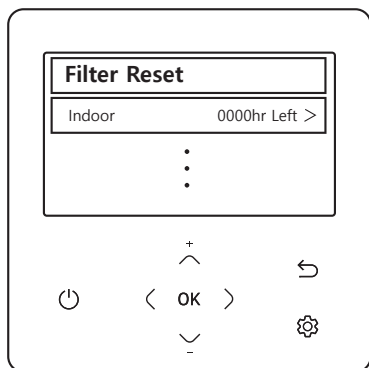 Filter Reset
Indoor 0000hr Left >
+
OK
-